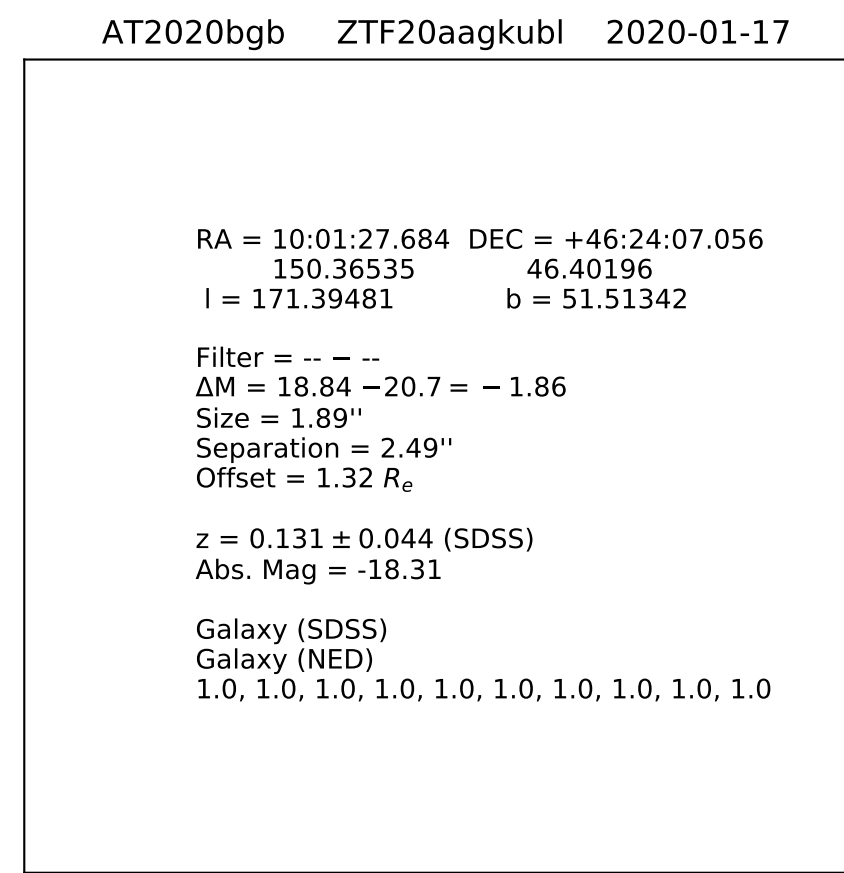 AT2020bgb ZTF20aagkubl 2020-01-17
RA = 10:01:27.684 DEC = +46:24:07.056
150.36535 46.40196
l = 171.39481 b = 51.51342
Filter = -- − --
ΔM = 18.84 −20.7 = − 1.86
Size = 1.89''
Separation = 2.49''
Offset = 1.32 Rₑ
z = 0.131 ± 0.044 (SDSS)
Abs. Mag = -18.31
Galaxy (SDSS)
Galaxy (NED)
1.0, 1.0, 1.0, 1.0, 1.0, 1.0, 1.0, 1.0, 1.0, 1.0